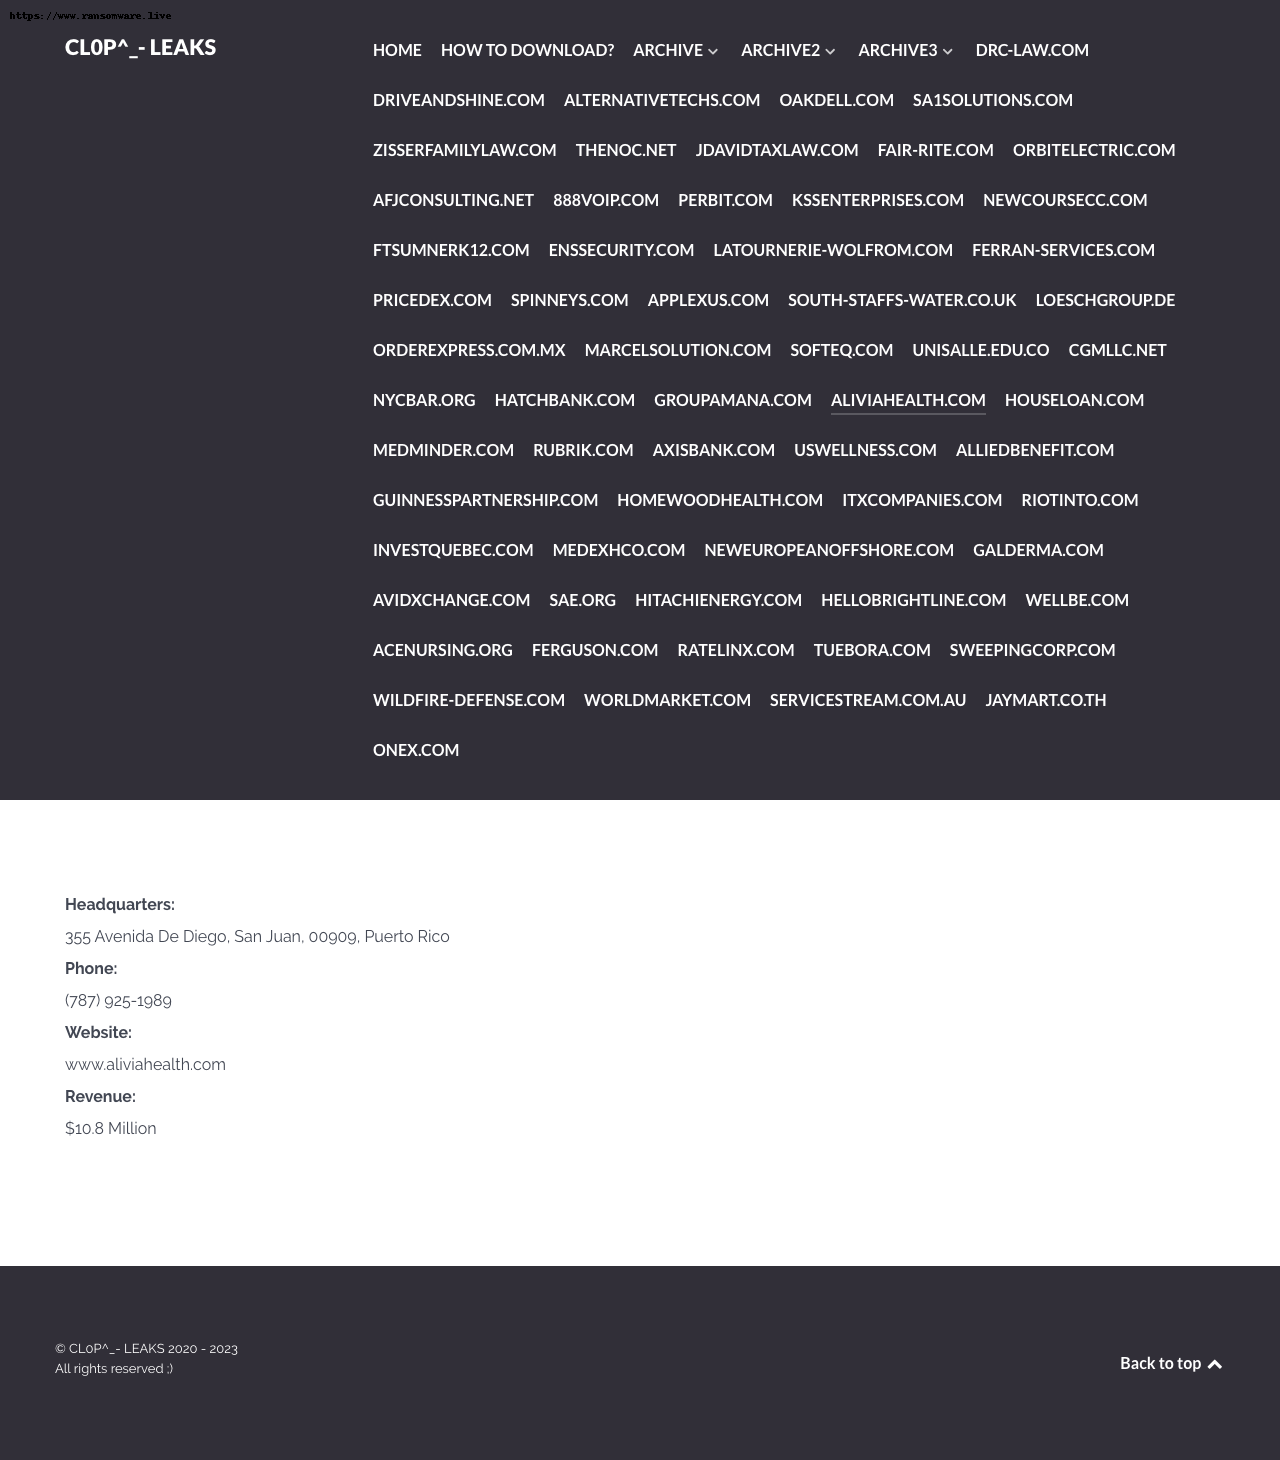 https://www.ransomware.live
CL0P^_- LEAKS
HOME HOW TO DOWNLOAD? ARCHIVE ARCHIVE2 ARCHIVE3 DRC-LAW.COM
DRIVEANDSHINE.COM ALTERNATIVETECHS.COM OAKDELL.COM SA1SOLUTIONS.COM
ZISSERFAMILYLAW.COM THENOC.NET JDAVIDTAXLAW.COM FAIR-RITE.COM ORBITELECTRIC.COM
AFJCONSULTING.NET 888VOIP.COM PERBIT.COM KSSENTERPRISES.COM NEWCOURSECC.COM
FTSUMNERK12.COM ENSSECURITY.COM LATOURNERIE-WOLFROM.COM FERRAN-SERVICES.COM
PRICEDEX.COM SPINNEYS.COM APPLEXUS.COM SOUTH-STAFFS-WATER.CO.UK LOESCHGROUP.DE
ORDEREXPRESS.COM.MX MARCELSOLUTION.COM SOFTEQ.COM UNISALLE.EDU.CO CGMLLC.NET
NYCBAR.ORG HATCHBANK.COM GROUPAMANA.COM ALIVIAHEALTH.COM HOUSELOAN.COM
MEDMINDER.COM RUBRIK.COM AXISBANK.COM USWELLNESS.COM ALLIEDBENEFIT.COM
GUINNESSPARTNERSHIP.COM HOMEWOODHEALTH.COM ITXCOMPANIES.COM RIOTINTO.COM
INVESTQUEBEC.COM MEDEXHCO.COM NEWEUROPEANOFFSHORE.COM GALDERMA.COM
AVIDXCHANGE.COM SAE.ORG HITACHIENERGY.COM HELLOBRIGHTLINE.COM WELLBE.COM
ACENURSING.ORG FERGUSON.COM RATELINX.COM TUEBORA.COM SWEEPINGCORP.COM
WILDFIRE-DEFENSE.COM WORLDMARKET.COM SERVICESTREAM.COM.AU JAYMART.CO.TH
ONEX.COM
Headquarters:
355 Avenida De Diego, San Juan, 00909, Puerto Rico
Phone:
(787) 925-1989
Website:
www.aliviahealth.com
Revenue:
$10.8 Million
© CL0P^_- LEAKS 2020 - 2023
All rights reserved ;)
Back to top